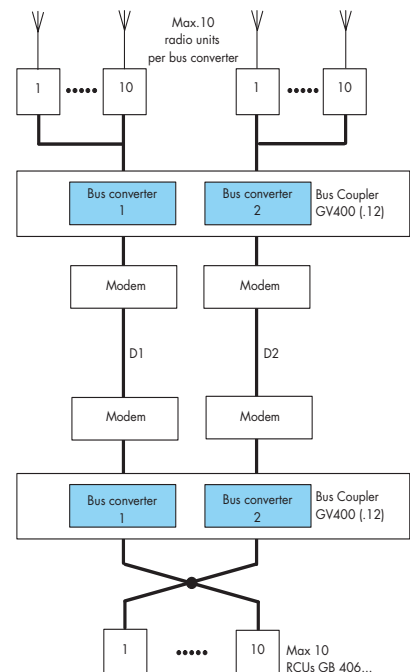 Max.10
radio units
per bus converter
1 ••••• 10
1 ••••• 10
Bus converter
1
Bus converter
2
Bus Coupler
GV400 (.12)
Modem
Modem
D1
D2
Modem
Modem
Bus converter
1
Bus converter
2
Bus Coupler
GV400 (.12)
1 ••••• 10
Max 10
RCUs GB 406...